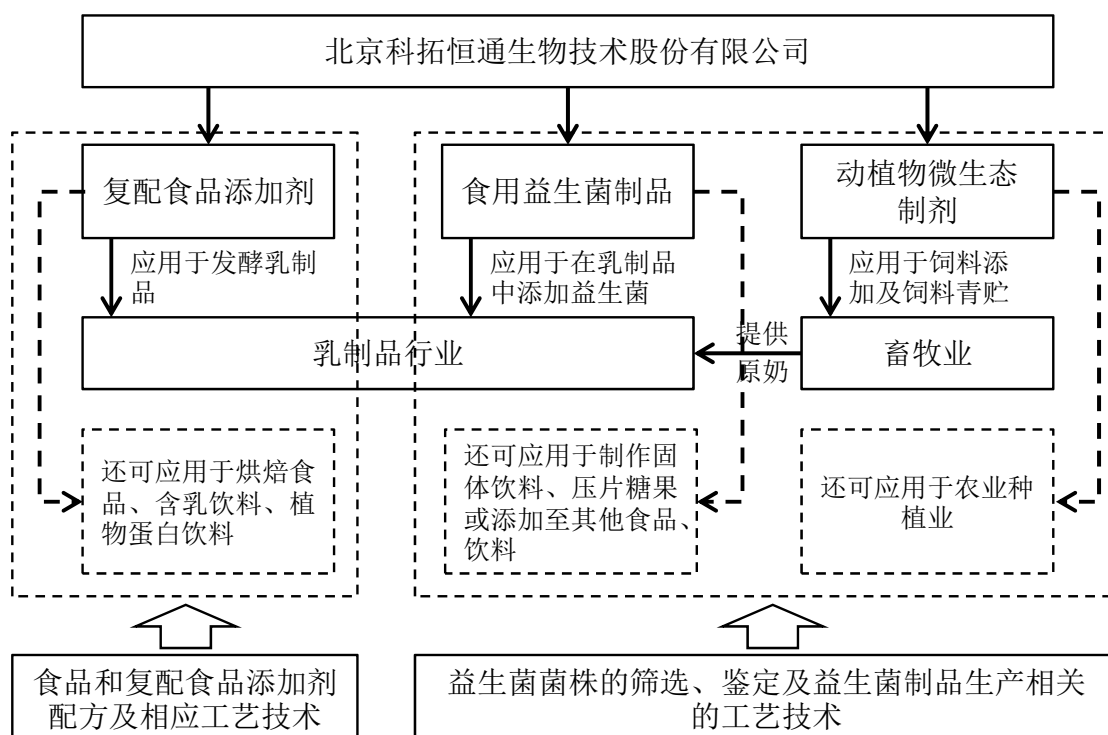 北京科拓恒通生物技术股份有限公司
复配食品添加剂
食用益生菌制品
动植物微生态
制剂
应用于发酵乳制
品
应用于在乳制品
中添加益生菌
应用于饲料添
加及饲料青贮
乳制品行业
提供
原奶
畜牧业
还可应用于烘焙食
品、含乳饮料、植
物蛋白饮料
还可应用于制作固
体饮料、压片糖果
或添加至其他食品、
饮料
还可应用于农业种
植业
食品和复配食品添加剂
配方及相应工艺技术
益生菌菌株的筛选、鉴定及益生菌制品生产相关
的工艺技术